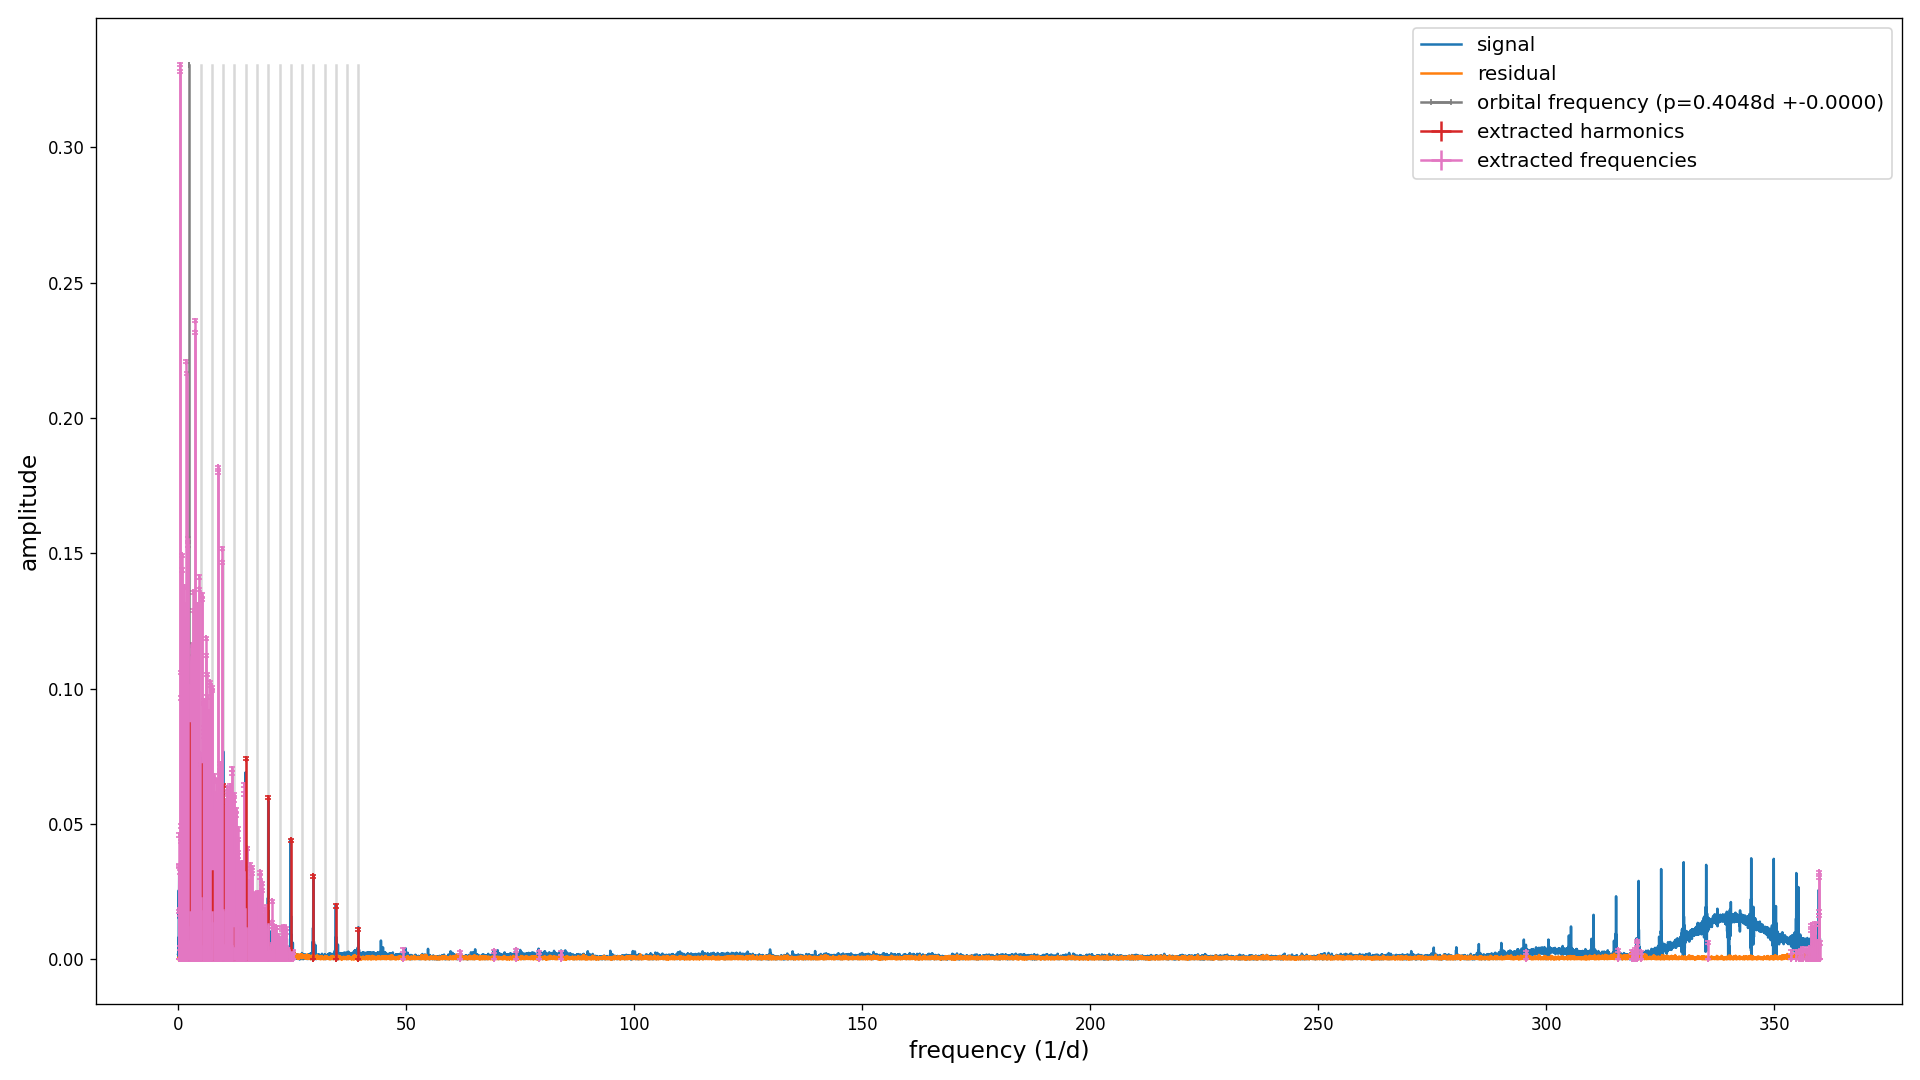 signal
residual
orbital frequency (p=0.4048d +-0.0000)
extracted harmonics
extracted frequencies
0.30
0.25
0.20
0.15
0.10
0.05
0.00
amplitude
0 50 100 150 200 250 300 350
frequency (1/d)